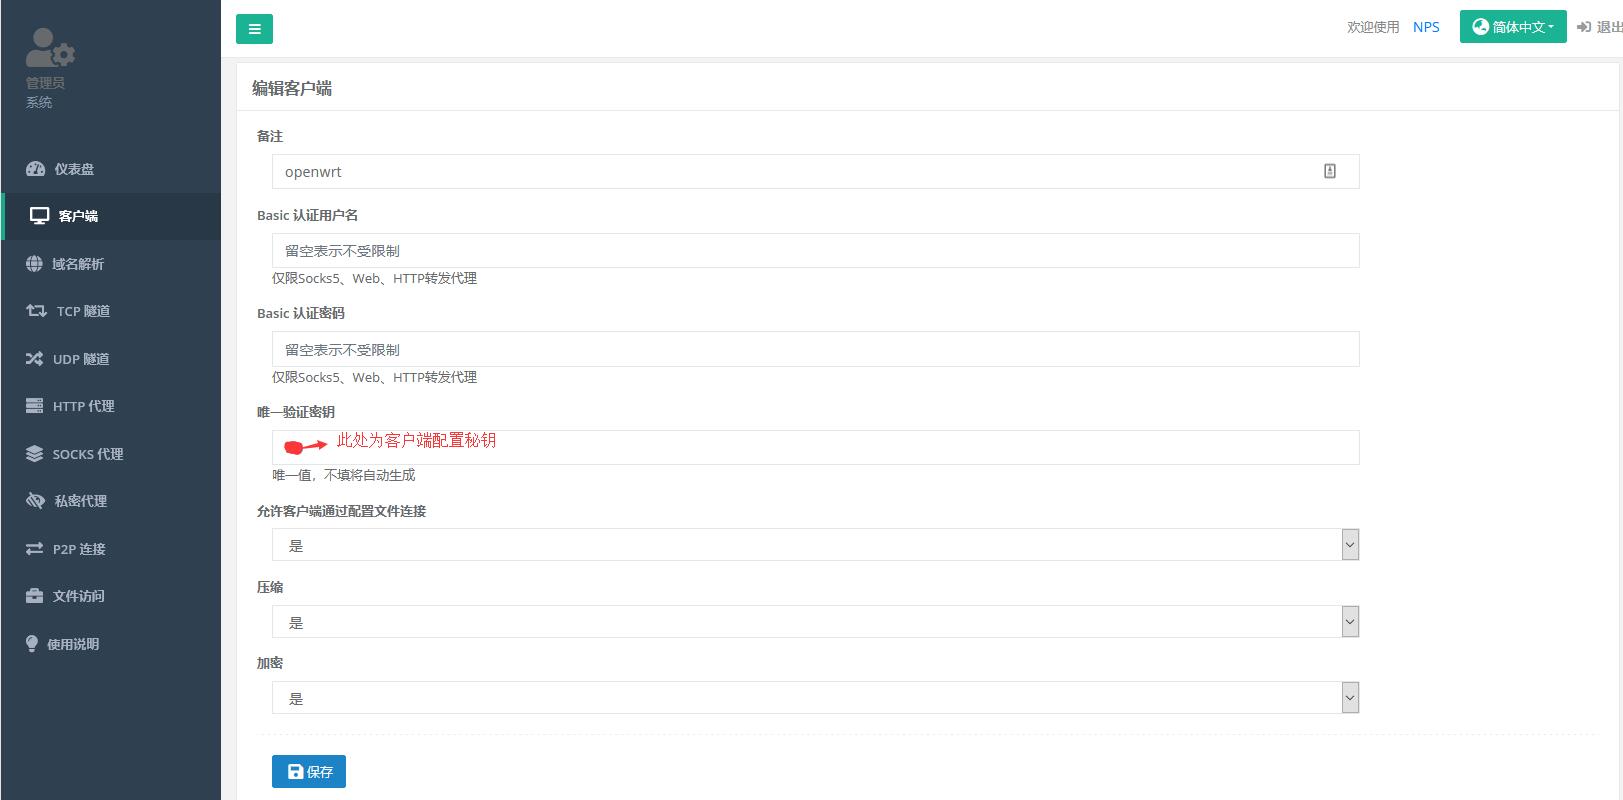 欢迎使用 NPS 简体中文 退出
管理员
系统
仪表盘
客户端
域名解析
TCP 隧道
UDP 隧道
HTTP 代理
SOCKS 代理
私密代理
P2P 连接
文件访问
使用说明
编辑客户端
备注
openwrt
Basic 认证用户名
留空表示不受限制
仅限Socks5、Web、HTTP转发代理
Basic 认证密码
留空表示不受限制
仅限Socks5、Web、HTTP转发代理
唯一验证密钥
此处为客户端配置秘钥
唯一值，不填将自动生成
允许客户端通过配置文件连接
是
压缩
是
加密
是
保存